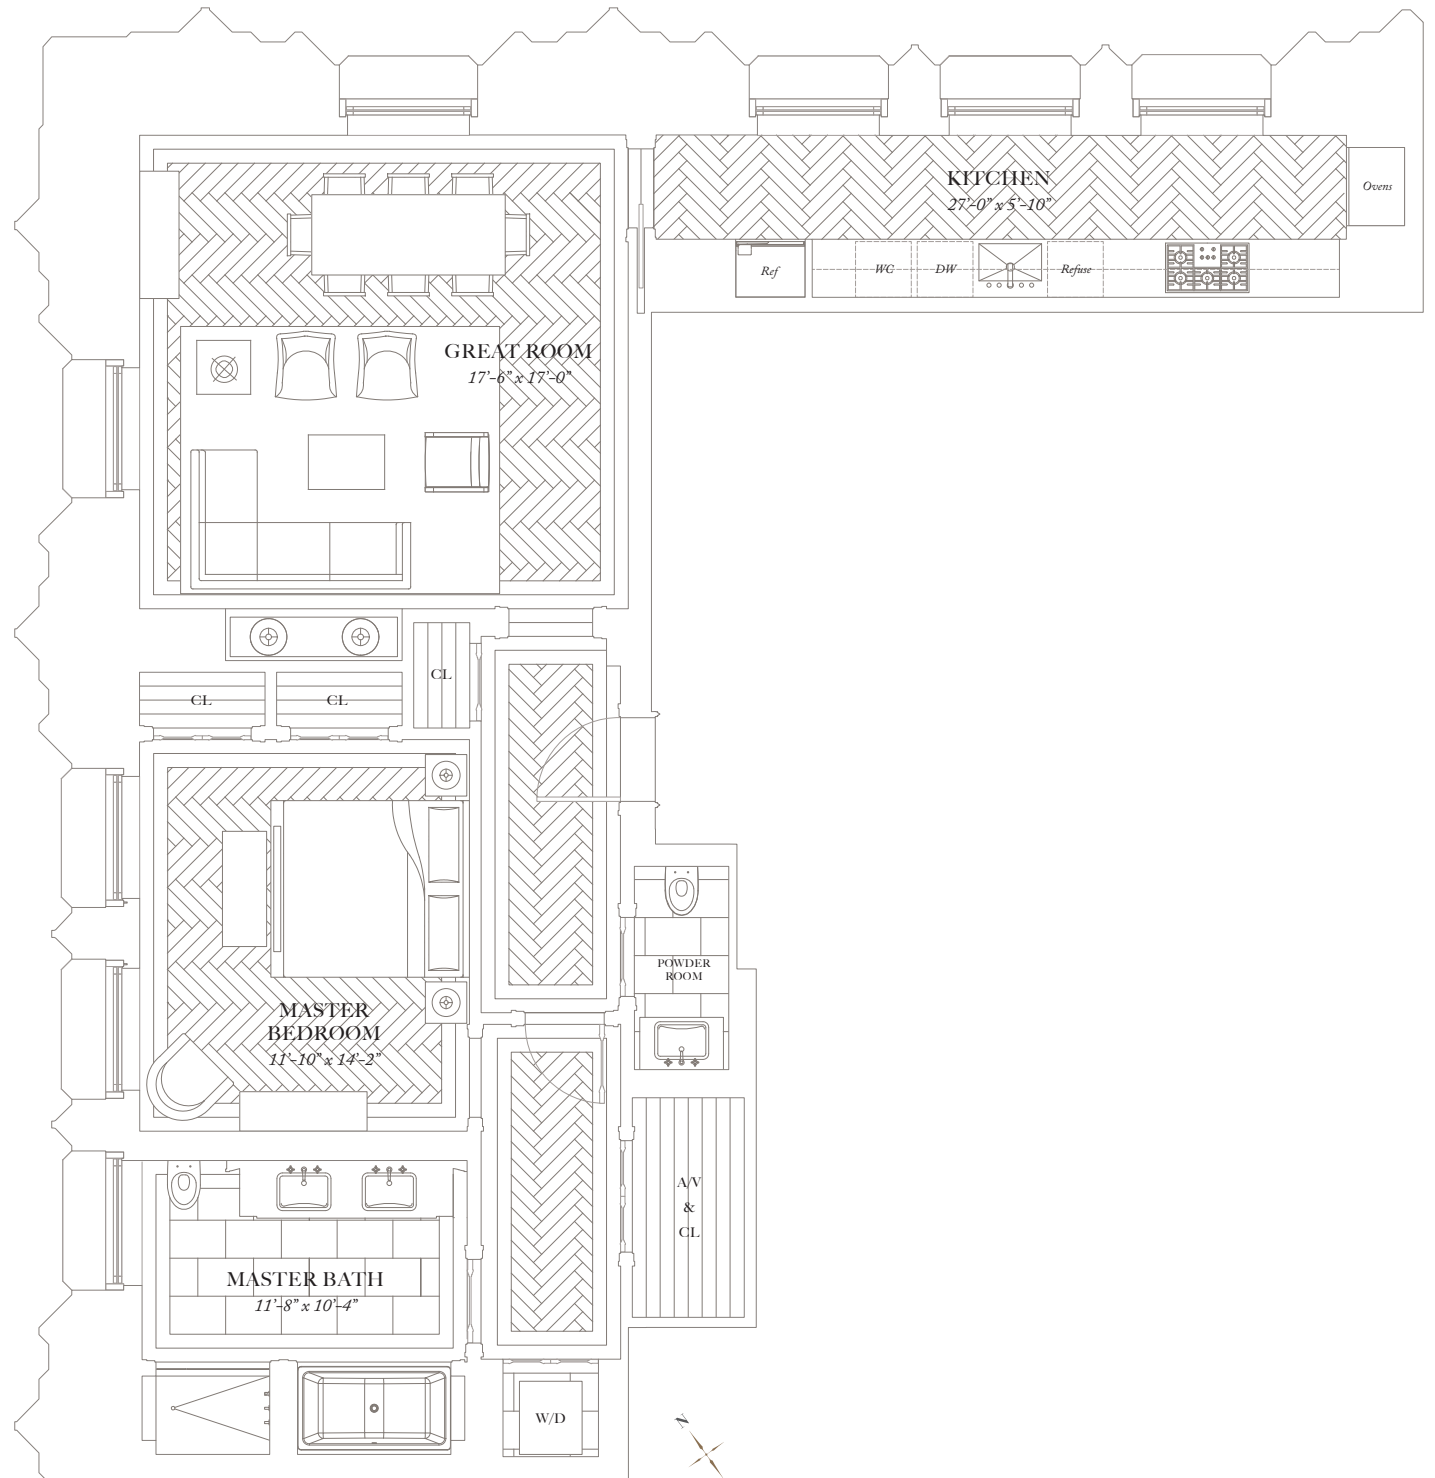 KITCHEN
27’-0” x 5’-10”
Ovens
Ref
WC
DW
Refuse
GREAT ROOM
17’-6” x 17’-0”
CL
CL
CL
POWDER
ROOM
MASTER
BEDROOM
11’-10” x 14’-2”
A/V
&
CL
MASTER BATH
11’-8” x 10’-4”
W/D
N